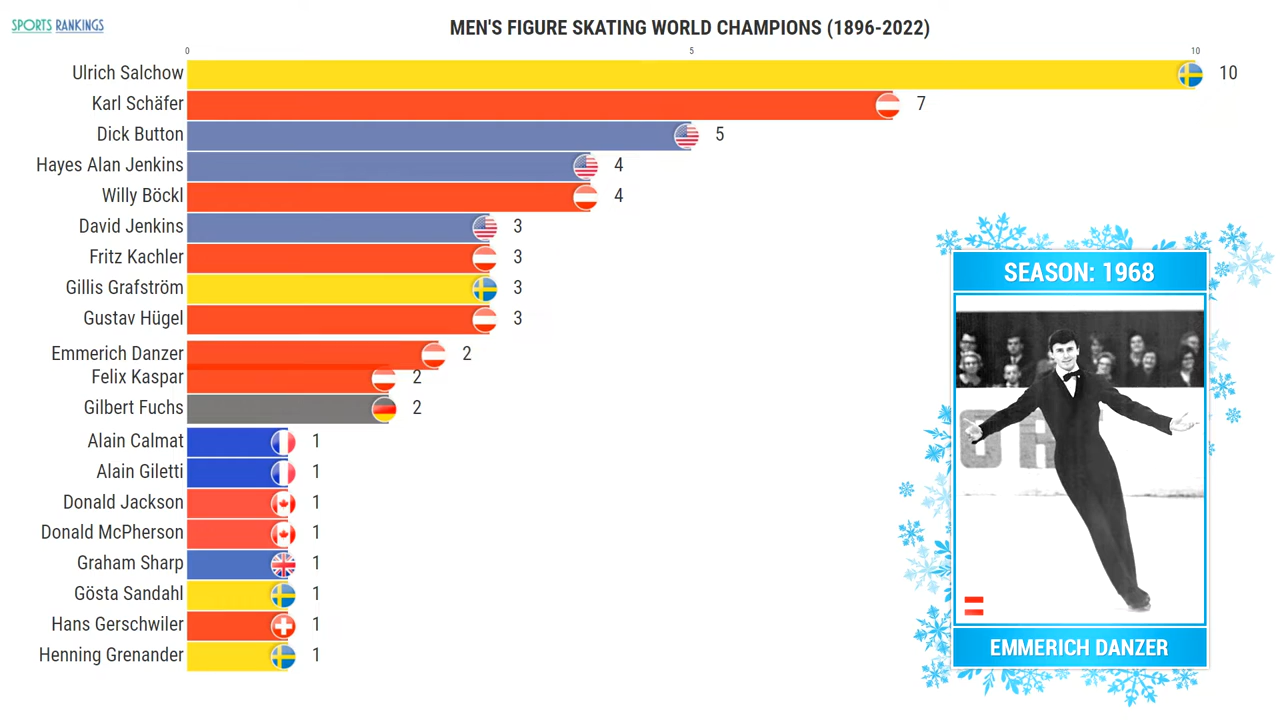 SPORTS RANKINGS
MEN'S FIGURE SKATING WORLD CHAMPIONS (1896-2022)
0 5 10
Ulrich Salchow 10
Karl Schäfer 7
Dick Button 5
Hayes Alan Jenkins 4
Willy Böckl 4
David Jenkins 3
Fritz Kachler 3
Gillis Grafström 3
Gustav Hügel 3
Emmerich Danzer 2
Felix Kaspar 2
Gilbert Fuchs 2
Alain Calmat 1
Alain Giletti 1
Donald Jackson 1
Donald McPherson 1
Graham Sharp 1
Gösta Sandahl 1
Hans Gerschwiler 1
Henning Grenander 1
SEASON: 1968
EMMERICH DANZER